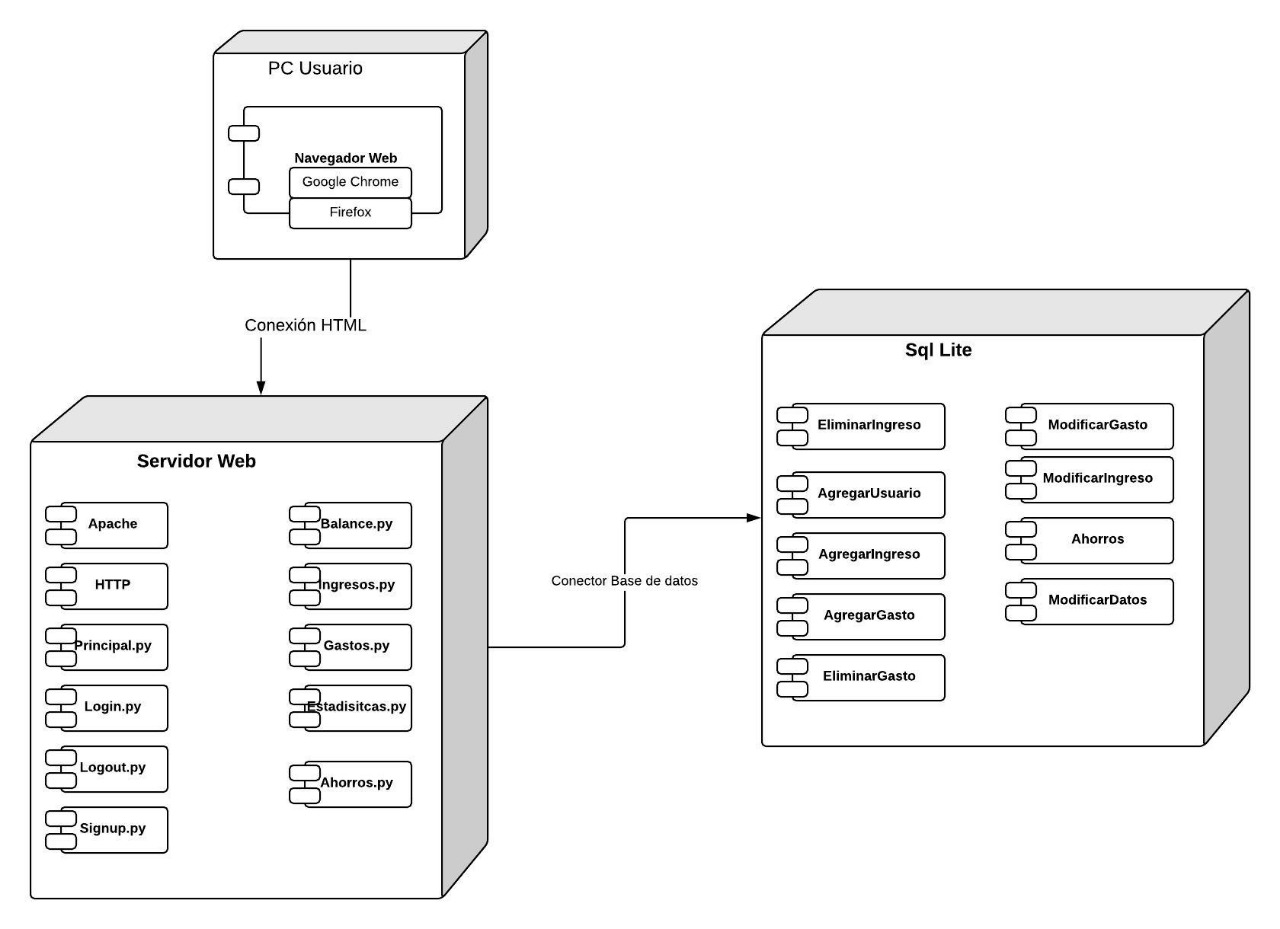 PC Usuario
Navegador Web
Google Chrome
Firefox
Conexión HTML
Servidor Web
Apache
HTTP
Principal.py
Login.py
Logout.py
Signup.py
Balance.py
Ingresos.py
Gastos.py
Estadisitcas.py
Ahorros.py
Conector Base de datos
Sql Lite
EliminarIngreso
AgregarUsuario
AgregarIngreso
AgregarGasto
EliminarGasto
ModificarGasto
ModificarIngreso
Ahorros
ModificarDatos